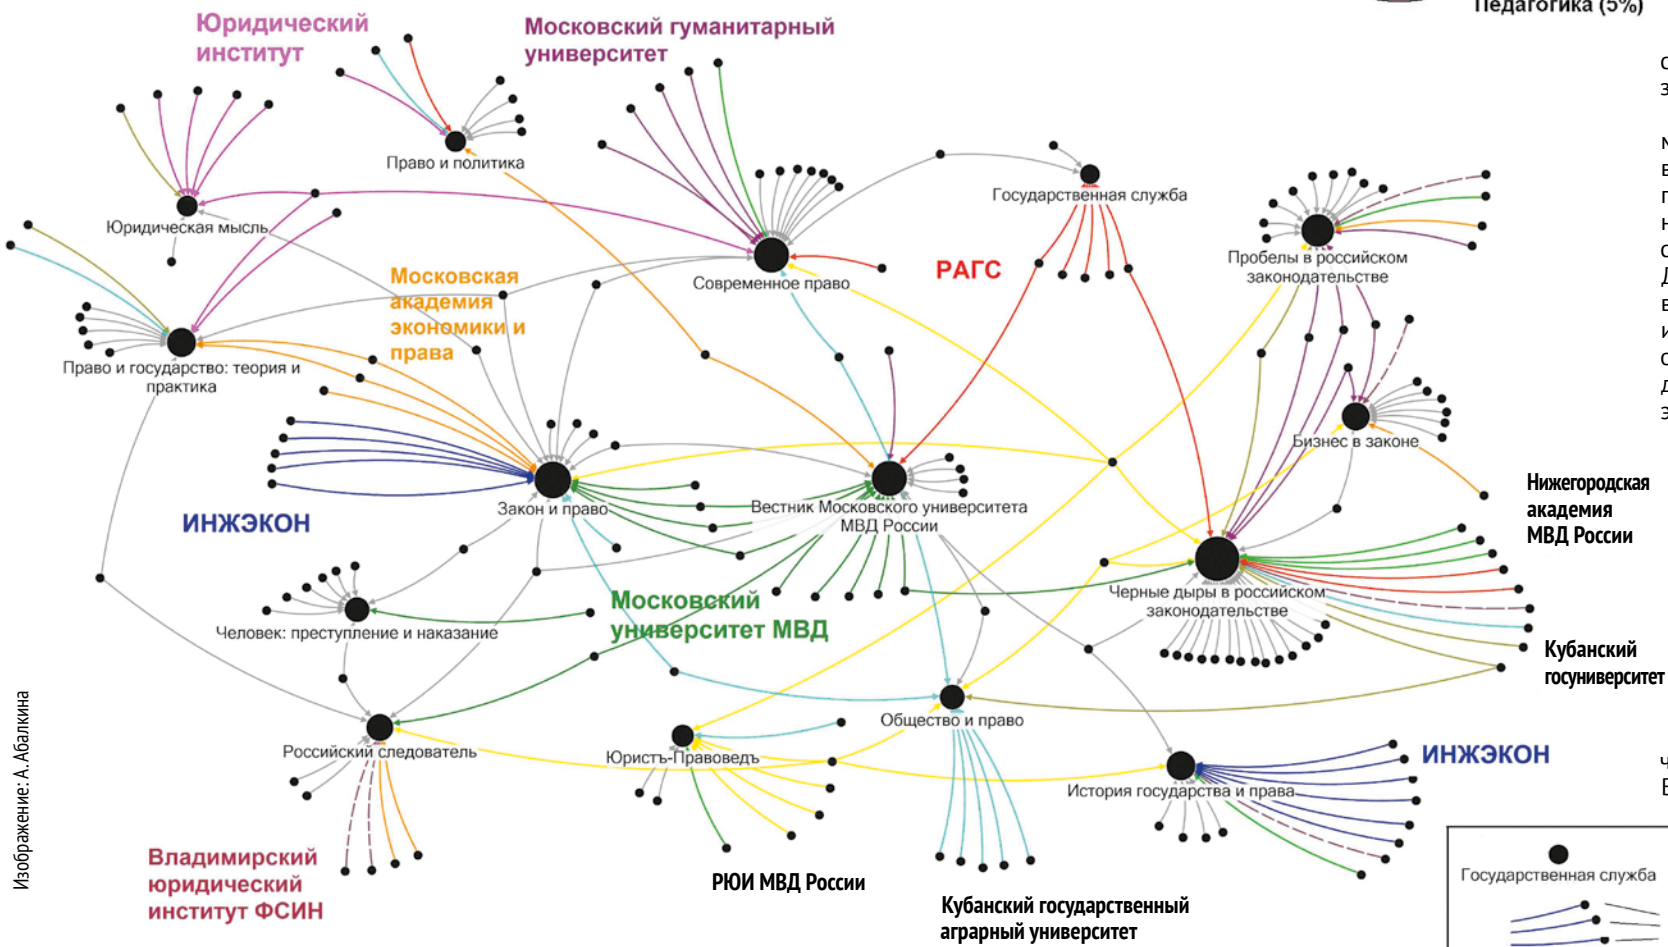 Педагогика (5%)
Юридический
институт
Московский гуманитарный
университет
Право и политика
Государственная служба
Юридическая мысль
Современное право
РАГС
Пробелы в российском
законодательстве
Московская
академия
экономики и
права
Право и государство: теория и
практика
Бизнес в законе
Нижегородская
академия
МВД России
ИНЖЭКОН
Закон и право
Вестник Московского университета
МВД России
Черные дыры в российском
законодательстве
Московский
университет МВД
Человек: преступление и наказание
Кубанский
госуниверситет
Российский следователь
Юристъ-Правоведъ
Общество и право
История государства и права
ИНЖЭКОН
Владимирский
юридический
институт ФСИН
РЮИ МВД России
Кубанский государственный
аграрный университет
Государственная служба
Изображение: А. Абалкина